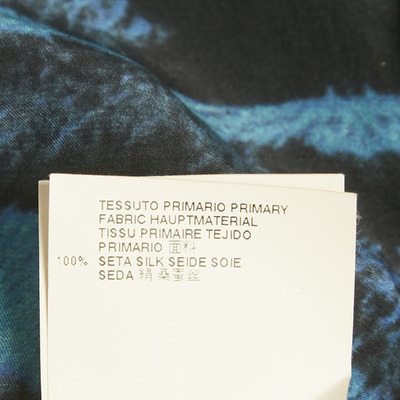 TESSUTO PRIMARIO PRIMARY
FABRIC HAUPTMATERIAL
TISSU PRIMAIRE TEJIDO
PRIMARIO 面料
100% SETA SILK SEIDE SOIE
SEDA 絹 桑蚕丝